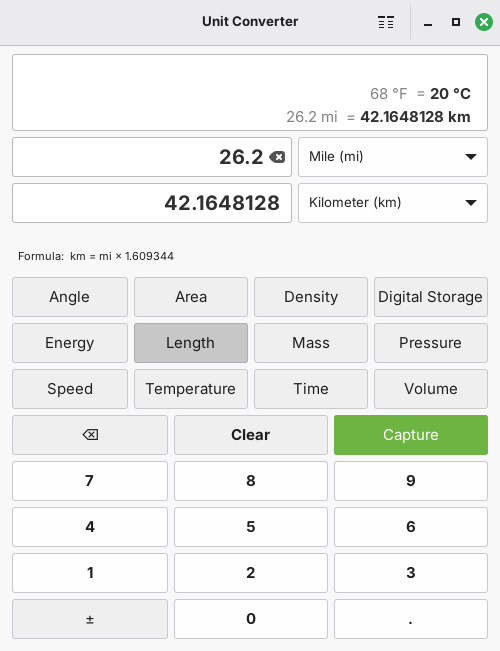 Unit Converter
68 °F = 20 °C
26.2 mi = 42.1648128 km
26.2 Mile (mi)
42.1648128 Kilometer (km)
Formula: km = mi × 1.609344
Angle Area Density Digital Storage
Energy Length Mass Pressure
Speed Temperature Time Volume
Clear Capture
7 8 9
4 5 6
1 2 3
± 0 .